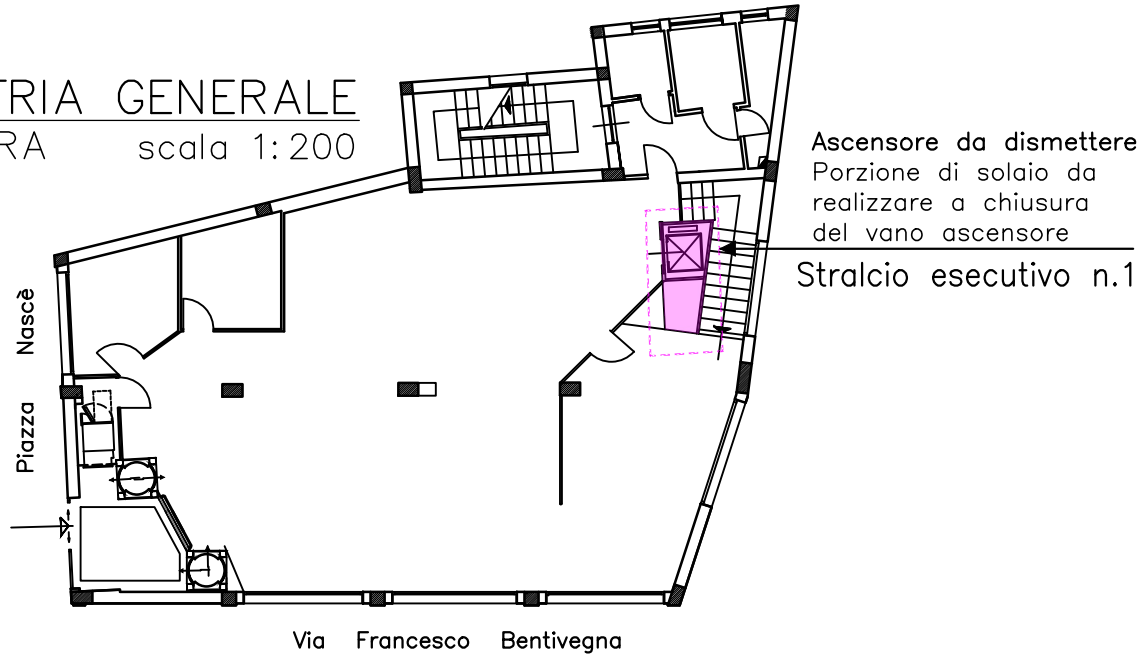 TRIA GENERALE
RA scala 1:200
Ascensore da dismettere
Porzione di solaio da
realizzare a chiusura
del vano ascensore
Stralcio esecutivo n.1
Piazza Nascè
Via Francesco Bentivegna